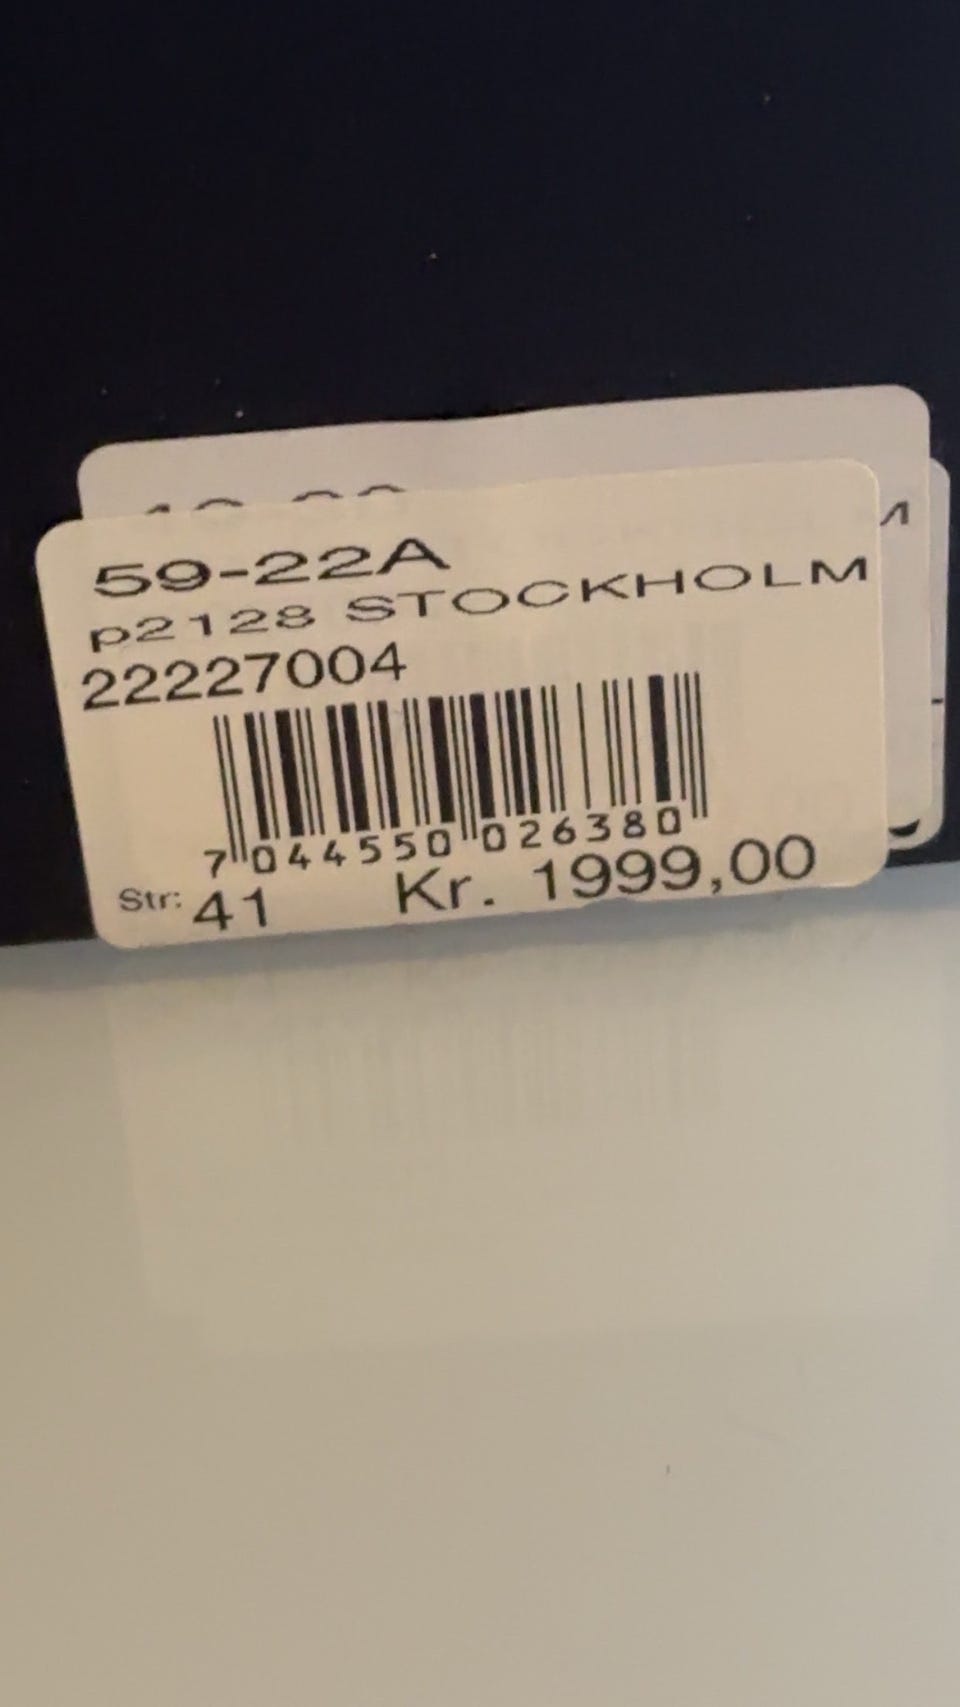 59-22A
p2128 STOCKHOLM
22227004
7 044550 026380
Str: 41 Kr. 1999,00